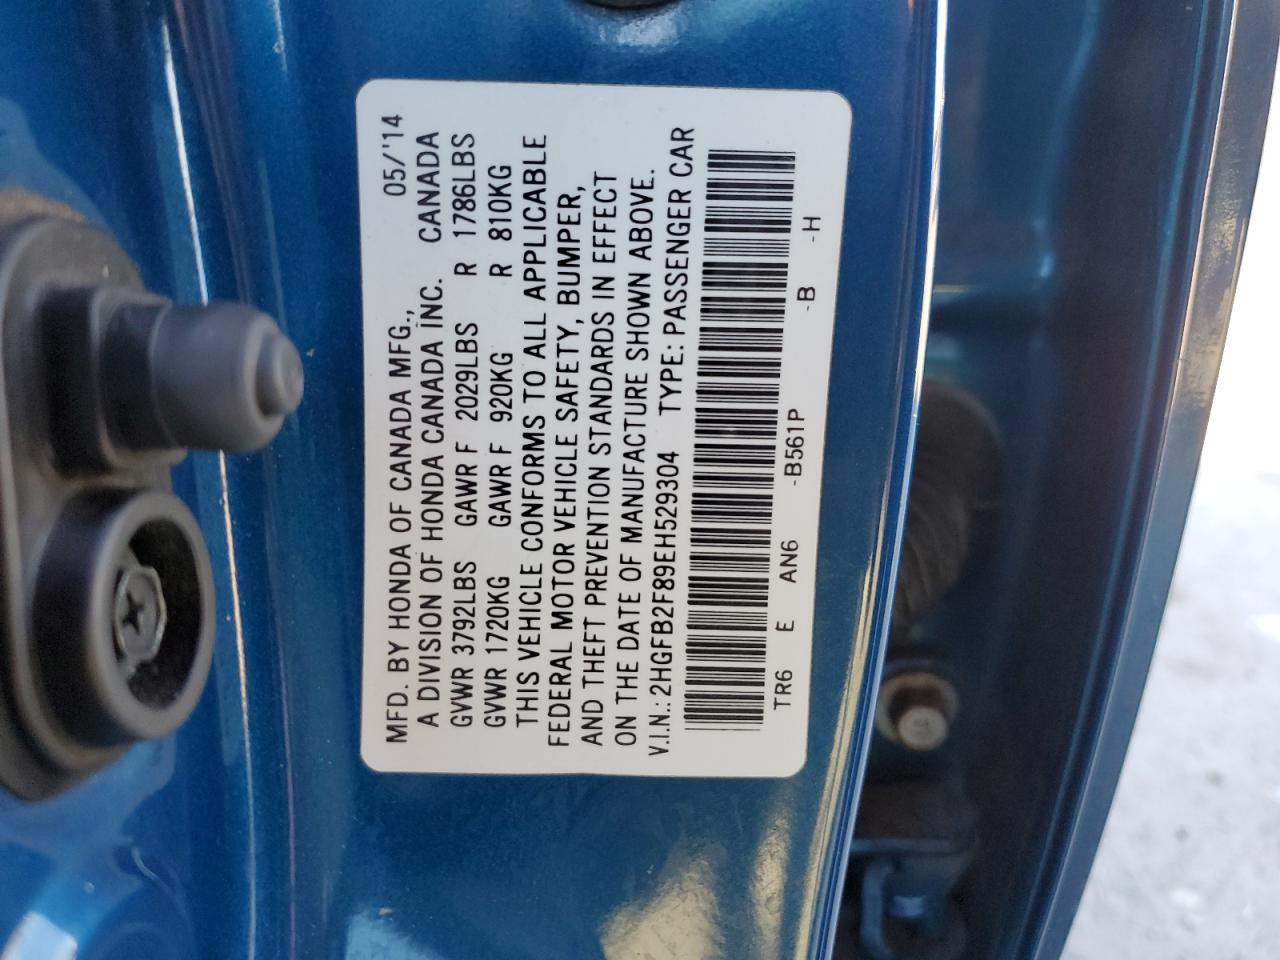 MFD. BY HONDA OF CANADA MFG., 05/'14
A DIVISION OF HONDA CANADA INC. CANADA
GVWR 3792LBS GAWR F 2029LBS R 1786LBS
GVWR 1720KG GAWR F 920KG R 810KG
THIS VEHICLE CONFORMS TO ALL APPLICABLE
FEDERAL MOTOR VEHICLE SAFETY, BUMPER,
AND THEFT PREVENTION STANDARDS IN EFFECT
ON THE DATE OF MANUFACTURE SHOWN ABOVE.
V.I.N.: 2HGFB2F89EH529304 TYPE: PASSENGER CAR
TR6 E AN6 -B561P -B -H